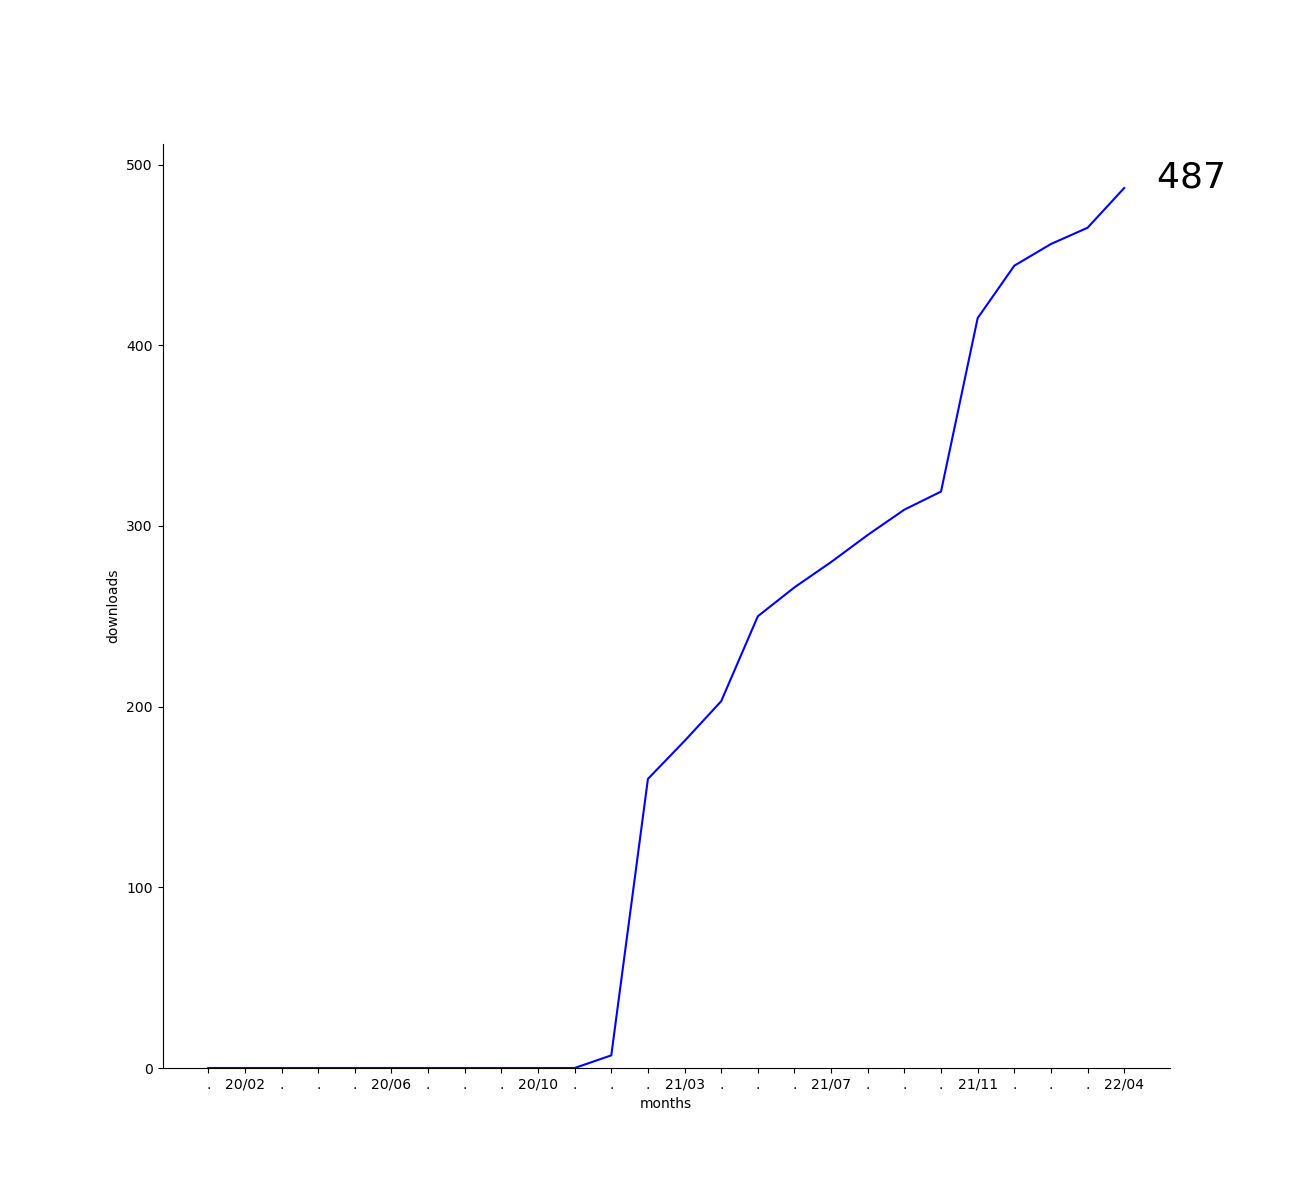 487
500
400
300
200
100
0
downloads
. 20/02 . . . 20/06 . . . 20/10 . . . 21/03 . . . 21/07 . . . 21/11 . . . 22/04
months